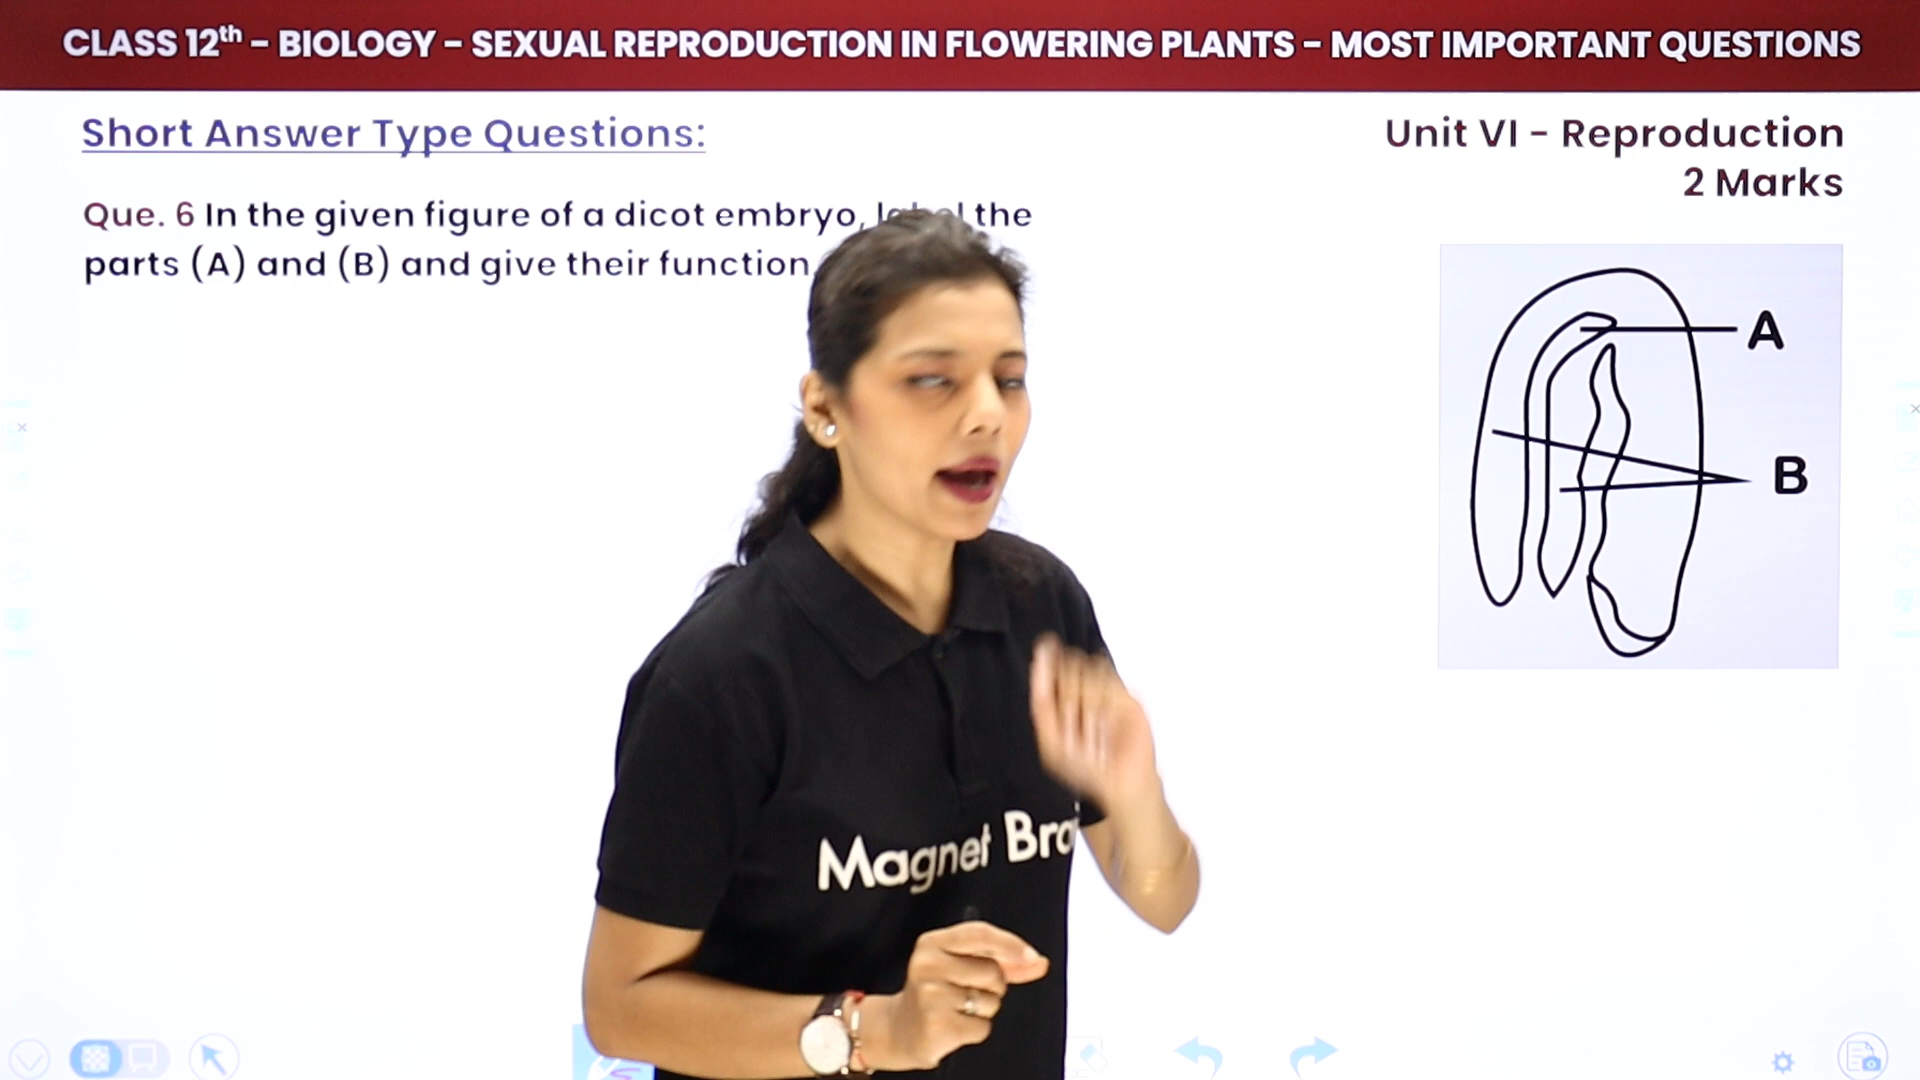 CLASS 12th – BIOLOGY – SEXUAL REPRODUCTION IN FLOWERING PLANTS – MOST IMPORTANT QUESTIONS
Short Answer Type Questions:
Unit VI – Reproduction
2 Marks
Que. 6 In the given figure of a dicot embryo, the
parts (A) and (B) and give their function
A
B
Magnet